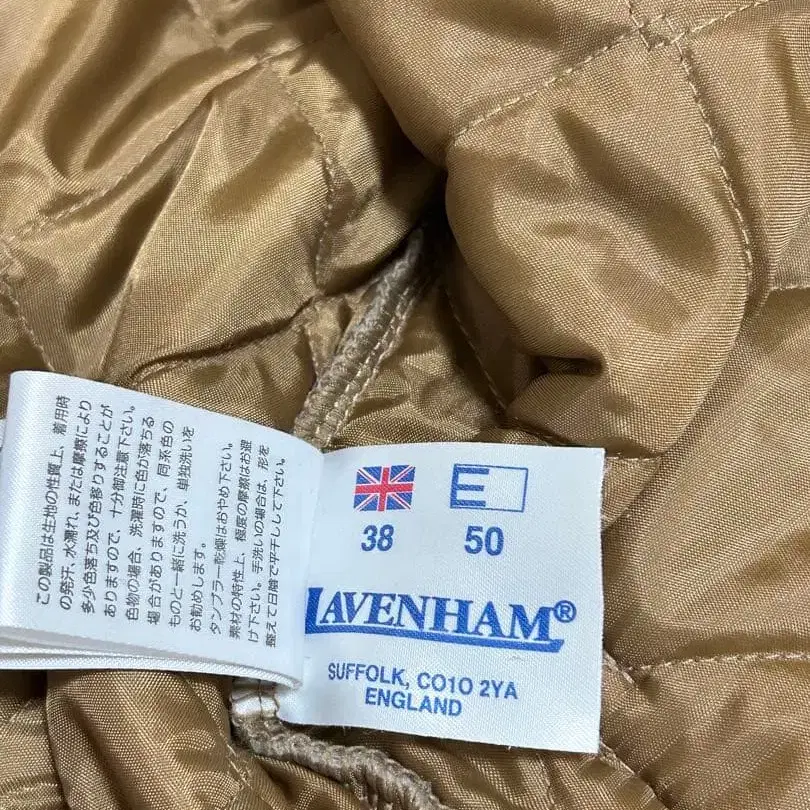 この製品は生地の性質上、着用時
の発汗、水濡れ、または摩擦により
多少色落ち及び色移りすることが
ありますので、十分御注意下さい。
色物の場合、洗濯時に色が落ちる
場合がありますので、同系色の
ものと一緒に洗うか、単独洗いを
お勧めします。
タンブラー乾燥はおやめ下さい。
素材の特性上、極度の摩擦はお避
け下さい。手洗いの場合は、形を
整えて日陰で平干しして下さい。
E
38 50
LAVENHAM®
SUFFOLK, CO10 2YA
ENGLAND